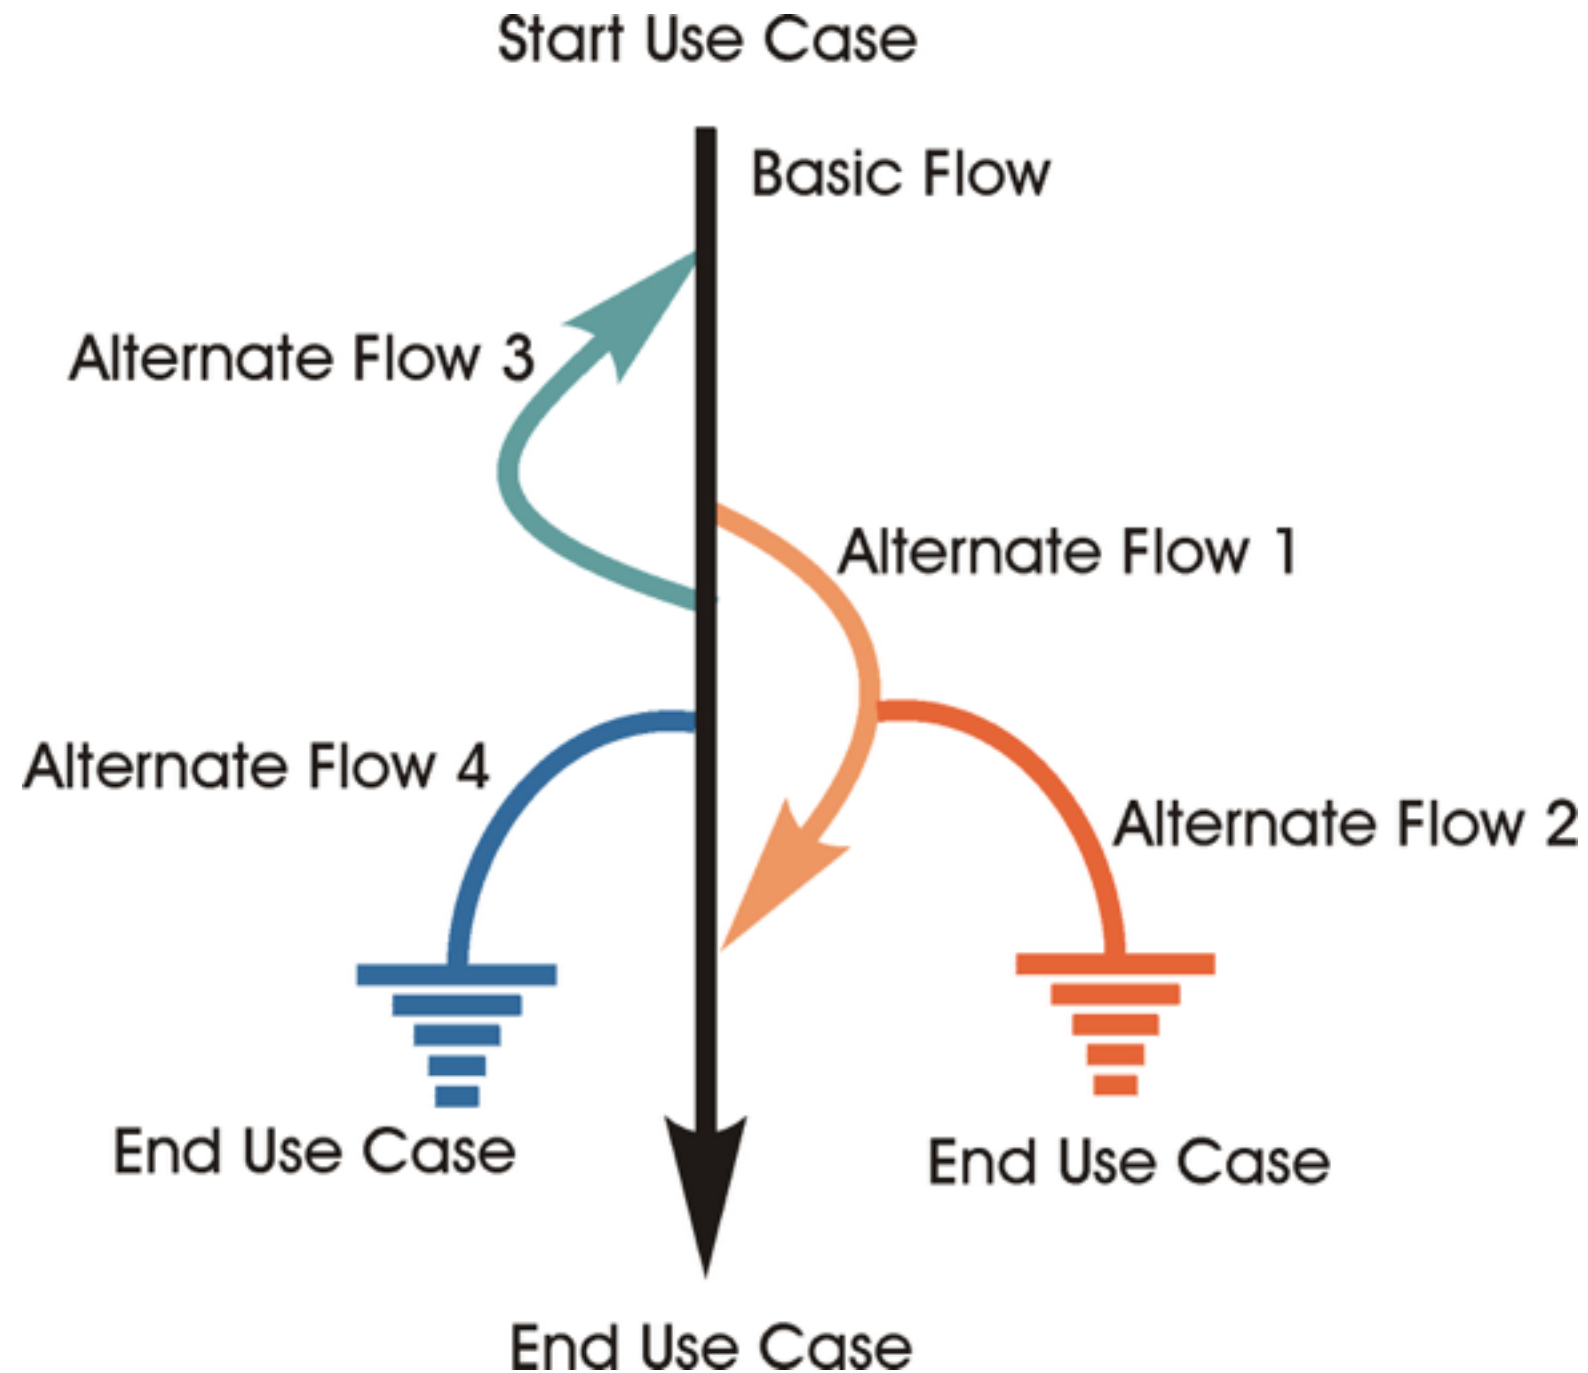 Start Use Case
Basic Flow
Alternate Flow 3
Alternate Flow 1
Alternate Flow 4
Alternate Flow 2
End Use Case
End Use Case
End Use Case